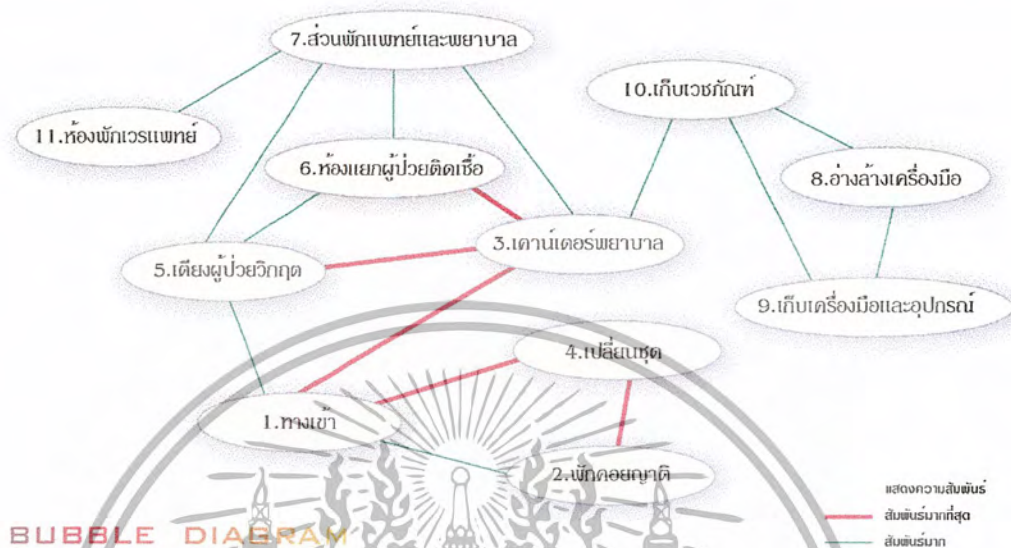 7.ส่วนพักแพทย์และพยาบาล
10.เก็บเวชภัณฑ์
11.ห้องพักเวรแพทย์
6.ห้องแยกผู้ป่วยติดเชื้อ
8.อ่างล้างเครื่องมือ
3.เคาน์เตอร์พยาบาล
5.เตียงผู้ป่วยวิกฤต
9.เก็บเครื่องมือและอุปกรณ์
4.เปลี่ยนชุด
1.ทางเข้า
2.พักคอยญาติ
แสดงความสัมพันธ์
สัมพันธ์มากที่สุด
สัมพันธ์มาก
BUBBLE DIAGRAM